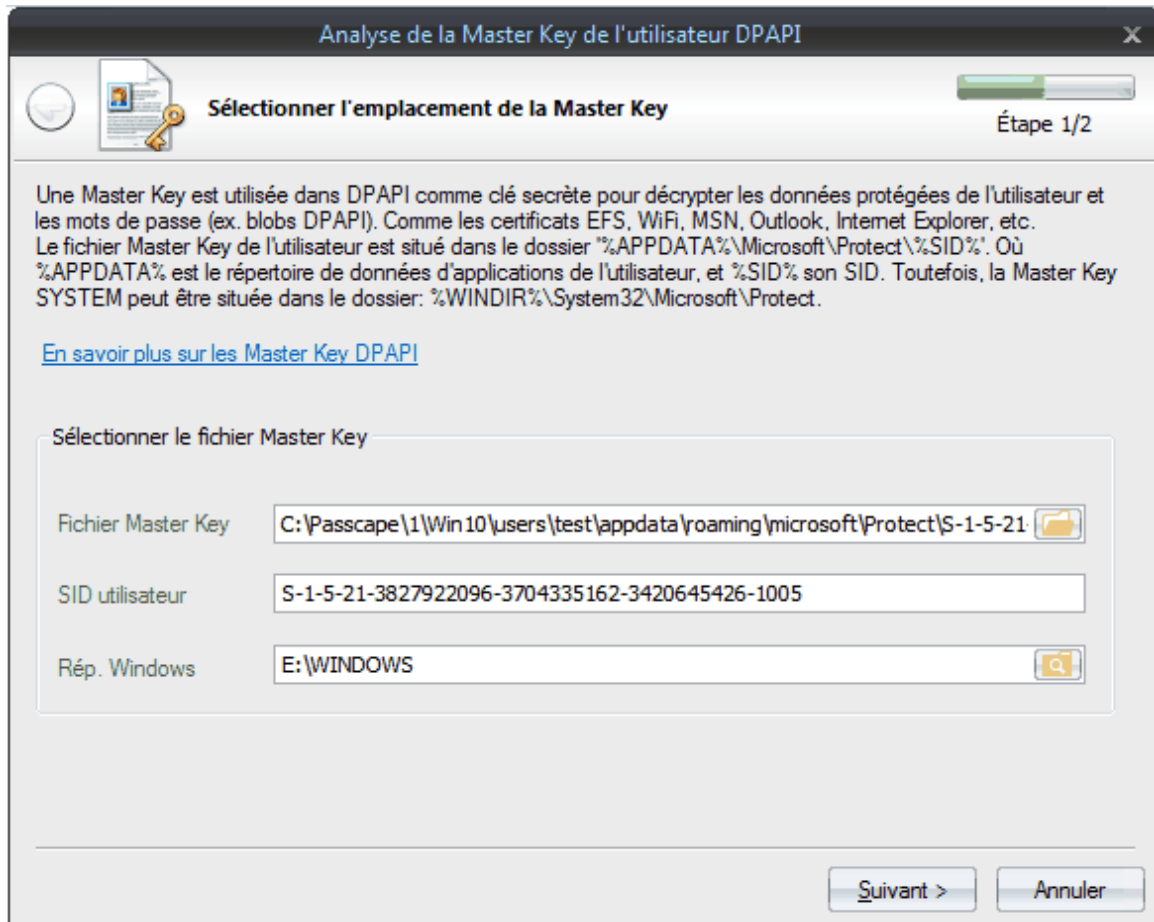 Analyse de la Master Key de l'utilisateur DPAPI
Sélectionner l'emplacement de la Master Key
Étape 1/2
Une Master Key est utilisée dans DPAPI comme clé secrète pour décrypter les données protégées de l'utilisateur et
les mots de passe (ex. blobs DPAPI). Comme les certificats EFS, WiFi, MSN, Outlook, Internet Explorer, etc.
Le fichier Master Key de l'utilisateur est situé dans le dossier "%APPDATA%\Microsoft\Protect\%SID%". Où
%APPDATA% est le répertoire de données d'applications de l'utilisateur, et %SID% son SID. Toutefois, la Master Key
SYSTEM peut être située dans le dossier: %WINDIR%\System32\Microsoft\Protect.
En savoir plus sur les Master Key DPAPI
Sélectionner le fichier Master Key
Fichier Master Key C:\Passcape\1\Win10\users\test\appdata\roaming\microsoft\Protect\S-1-5-21-
SID utilisateur S-1-5-21-3827922096-3704335162-3420645426-1005
Rép. Windows E:\WINDOWS
Suivant > Annuler